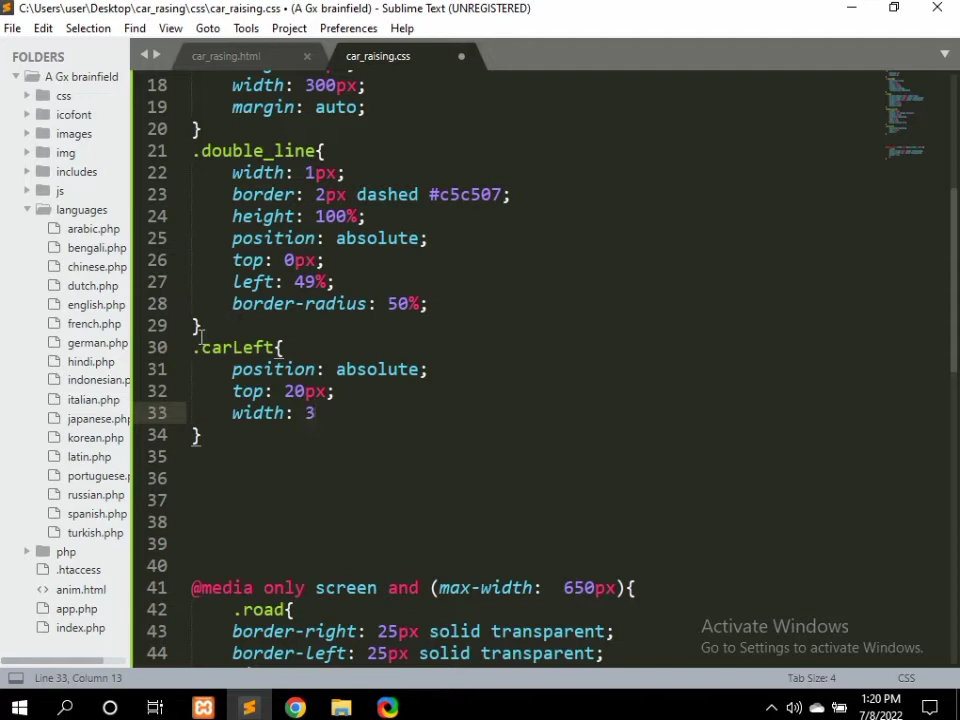 C:\Users\user\Desktop\car_rasing\css\car_raising.css • (A Gx brainfield) - Sublime Text (UNREGISTERED)
File Edit Selection Find View Goto Tools Project Preferences Help
FOLDERS
A Gx brainfield
css
icofont
images
img
includes
js
languages
arabic.php
bengali.php
chinese.php
dutch.php
english.php
french.php
german.php
hindi.php
indonesian.p
italian.php
japanese.php
korean.php
latin.php
portuguese.p
russian.php
spanish.php
turkish.php
php
.htaccess
anim.html
app.php
index.php
car_rasing.html
car_raising.css
18 width: 300px;
19 margin: auto;
20 }
21 .double_line{
22 width: 1px;
23 border: 2px dashed #c5c507;
24 height: 100%;
25 position: absolute;
26 top: 0px;
27 left: 49%;
28 border-radius: 50%;
29 }
30 .carLeft{
31 position: absolute;
32 top: 20px;
33 width: 3
34 }
35
36
37
38
39
40
41 @media only screen and (max-width: 650px){
42 .road{
43 border-right: 25px solid transparent;
44 border-left: 25px solid transparent;
Activate Windows
Go to Settings to activate Windows.
Line 33, Column 13
Tab Size: 4
CSS
1:20 PM
7/8/2022